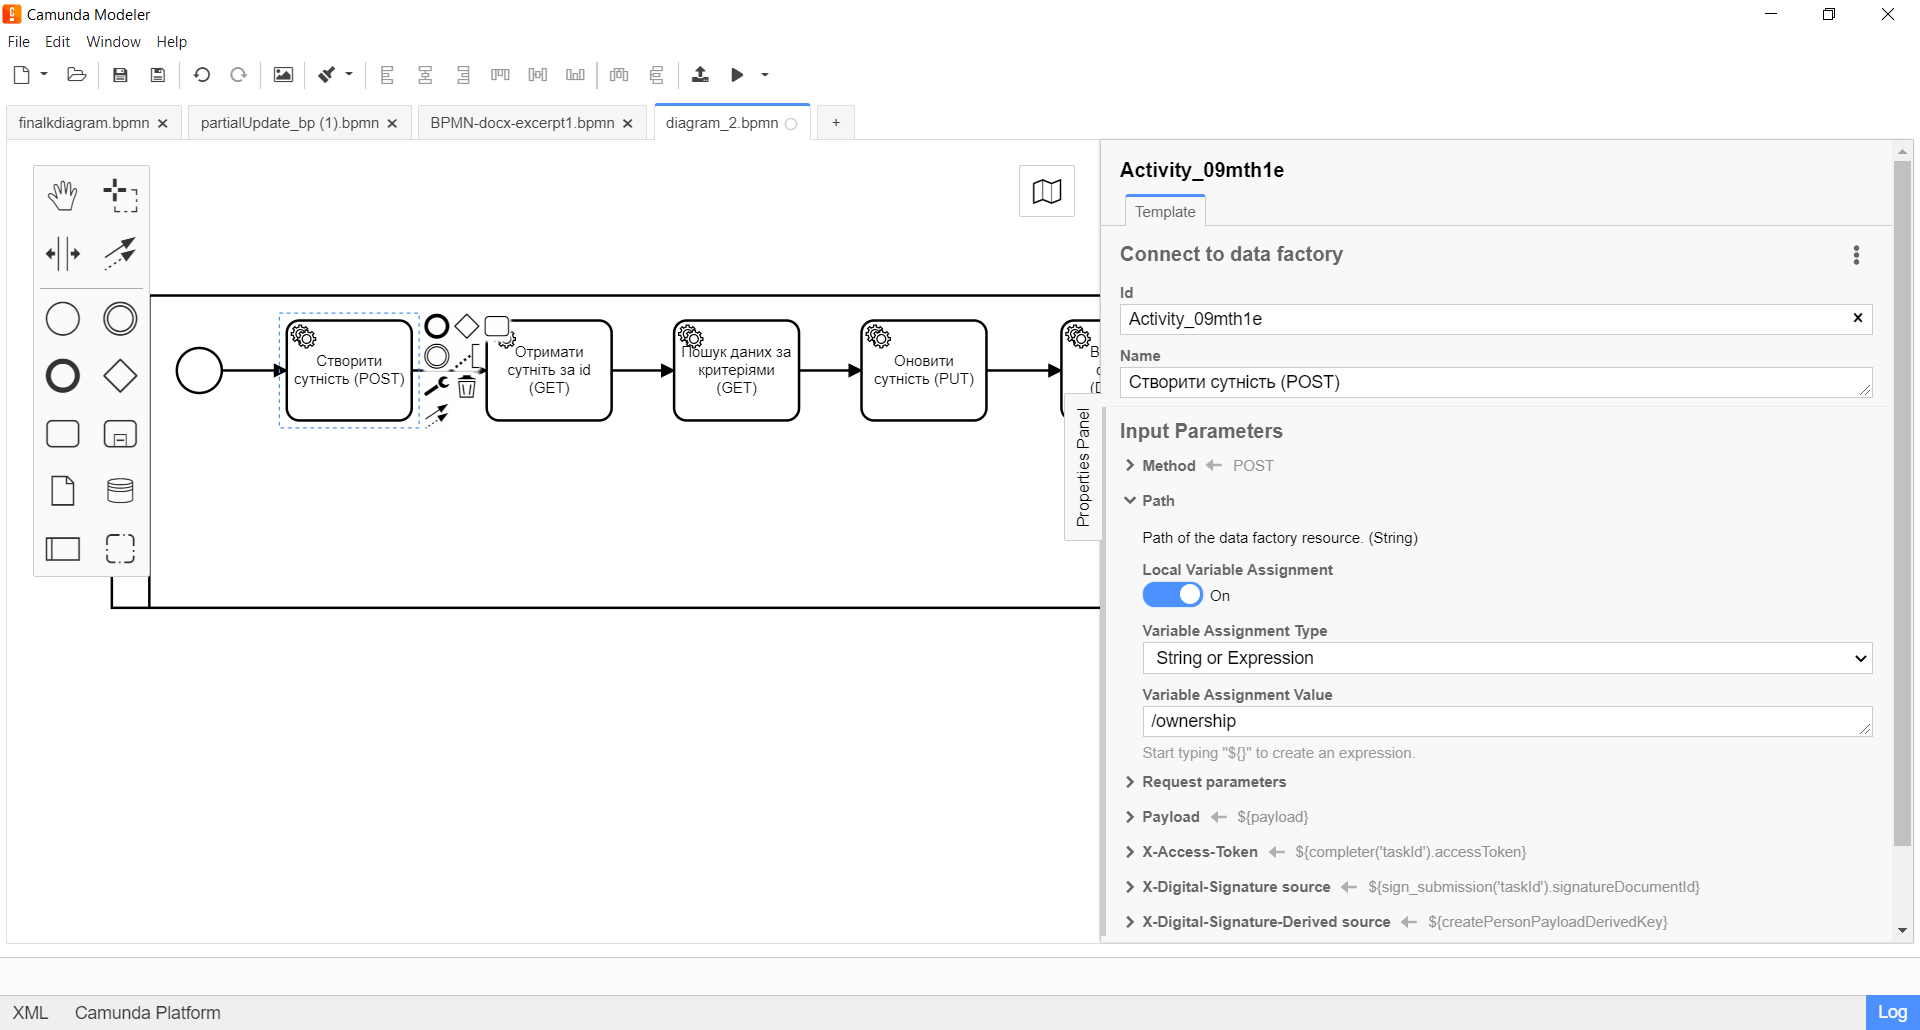 Camunda Modeler
File Edit Window Help
finalkdiagram.bpmn
partialUpdate_bp (1).bpmn
BPMN-docx-excerpt1.bpmn
diagram_2.bpmn
+
Створити
сутність (POST)
Отримати
сутніть за id
(GET)
Пошук даних за
критеріями
(GET)
Оновити
сутність (PUT)
Properties Panel
Activity_09mth1e
Template
Connect to data factory
Id
Activity_09mth1e
Name
Створити сутність (POST)
Input Parameters
Method ← POST
Path
Path of the data factory resource. (String)
Local Variable Assignment
On
Variable Assignment Type
String or Expression
Variable Assignment Value
/ownership
Start typing "${}" to create an expression.
Request parameters
Payload ← ${payload}
X-Access-Token ← ${completer('taskId').accessToken}
X-Digital-Signature source ← ${sign_submission('taskId').signatureDocumentId}
X-Digital-Signature-Derived source ← ${createPersonPayloadDerivedKey}
XML Camunda Platform
Log